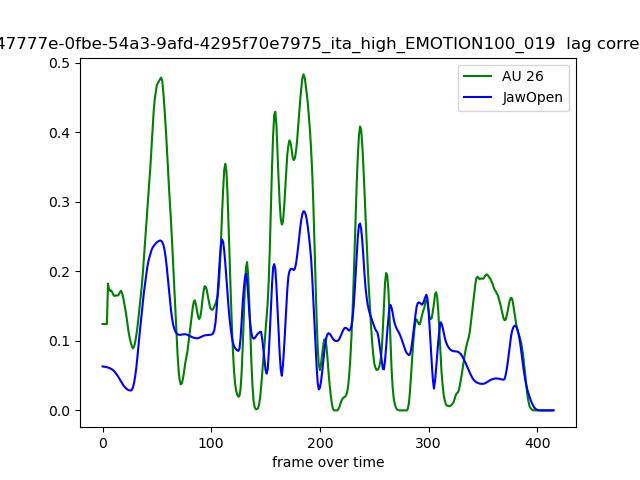 47777e-0fbe-54a3-9afd-4295f70e7975_ita_high_EMOTION100_019 lag corre
AU 26
JawOpen
0.5
0.4
0.3
0.2
0.1
0.0
0 100 200 300 400
frame over time